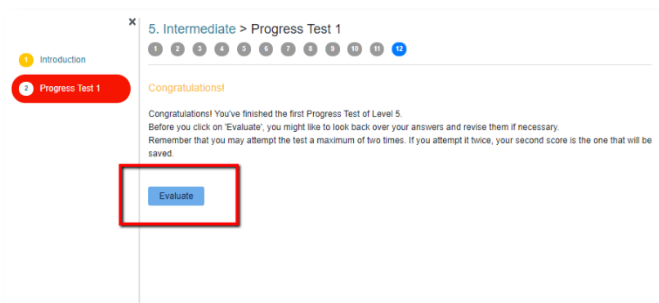 ×
5. Intermediate > Progress Test 1
1 2 3 4 5 6 7 8 9 10 11 12
1 Introduction
2 Progress Test 1
Congratulations!
Congratulations! You've finished the first Progress Test of Level 5.
Before you click on 'Evaluate', you might like to look back over your answers and revise them if necessary.
Remember that you may attempt the test a maximum of two times. If you attempt it twice, your second score is the one that will be
saved.
Evaluate